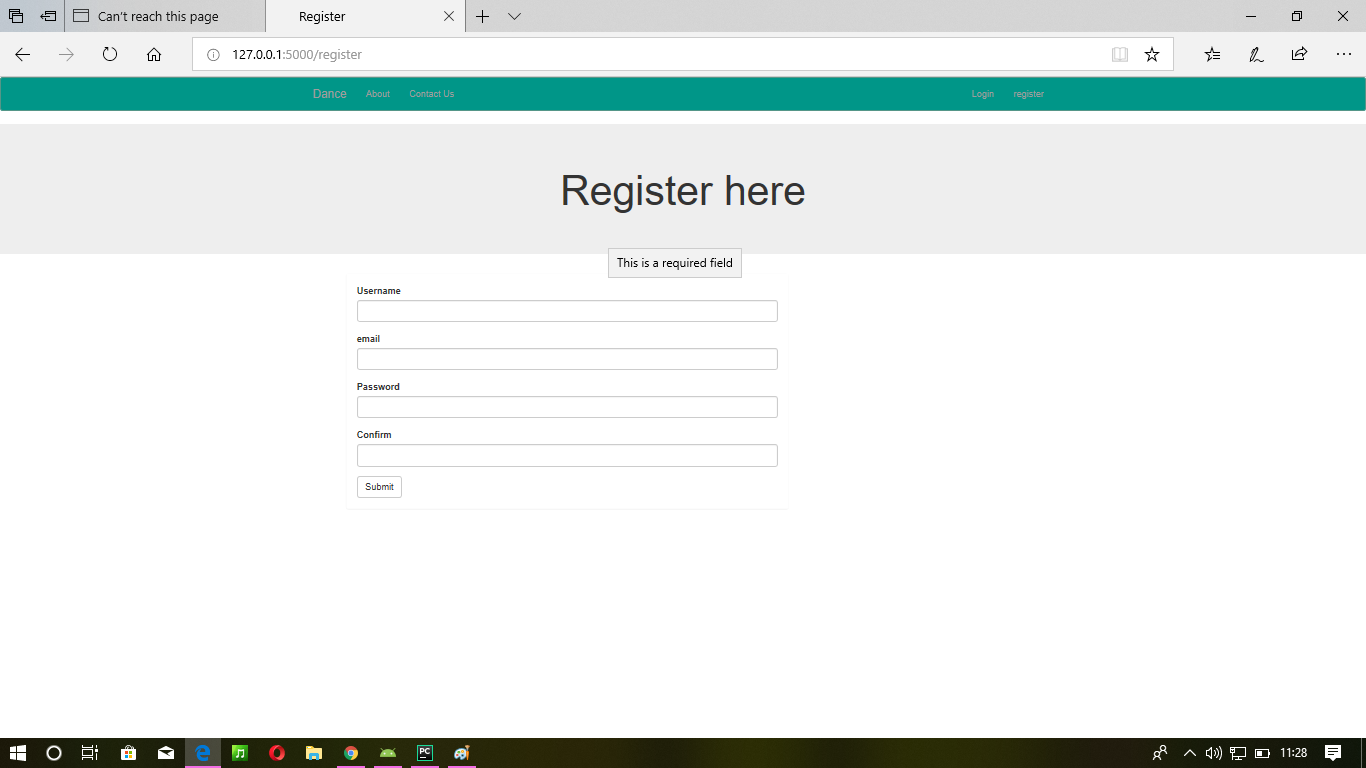 Can't reach this page
Register
127.0.0.1:5000/register
Dance About Contact Us Login register
Register here
This is a required field
Username
email
Password
Confirm
Submit
PC
11:28